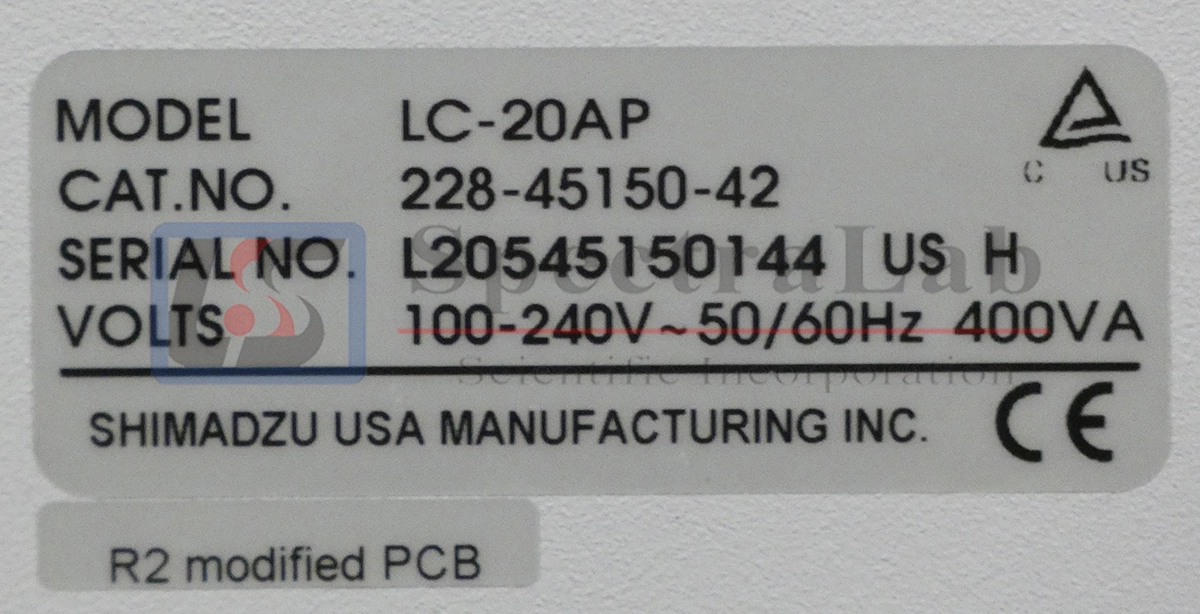 MODEL LC-20AP
C US
CAT.NO. 228-45150-42
SERIAL NO. L20545150144 US H
VOLTS 100-240V~50/60Hz 400VA
SpectraLab
Scientific Incorporation
SHIMADZU USA MANUFACTURING INC. CE
R2 modified PCB